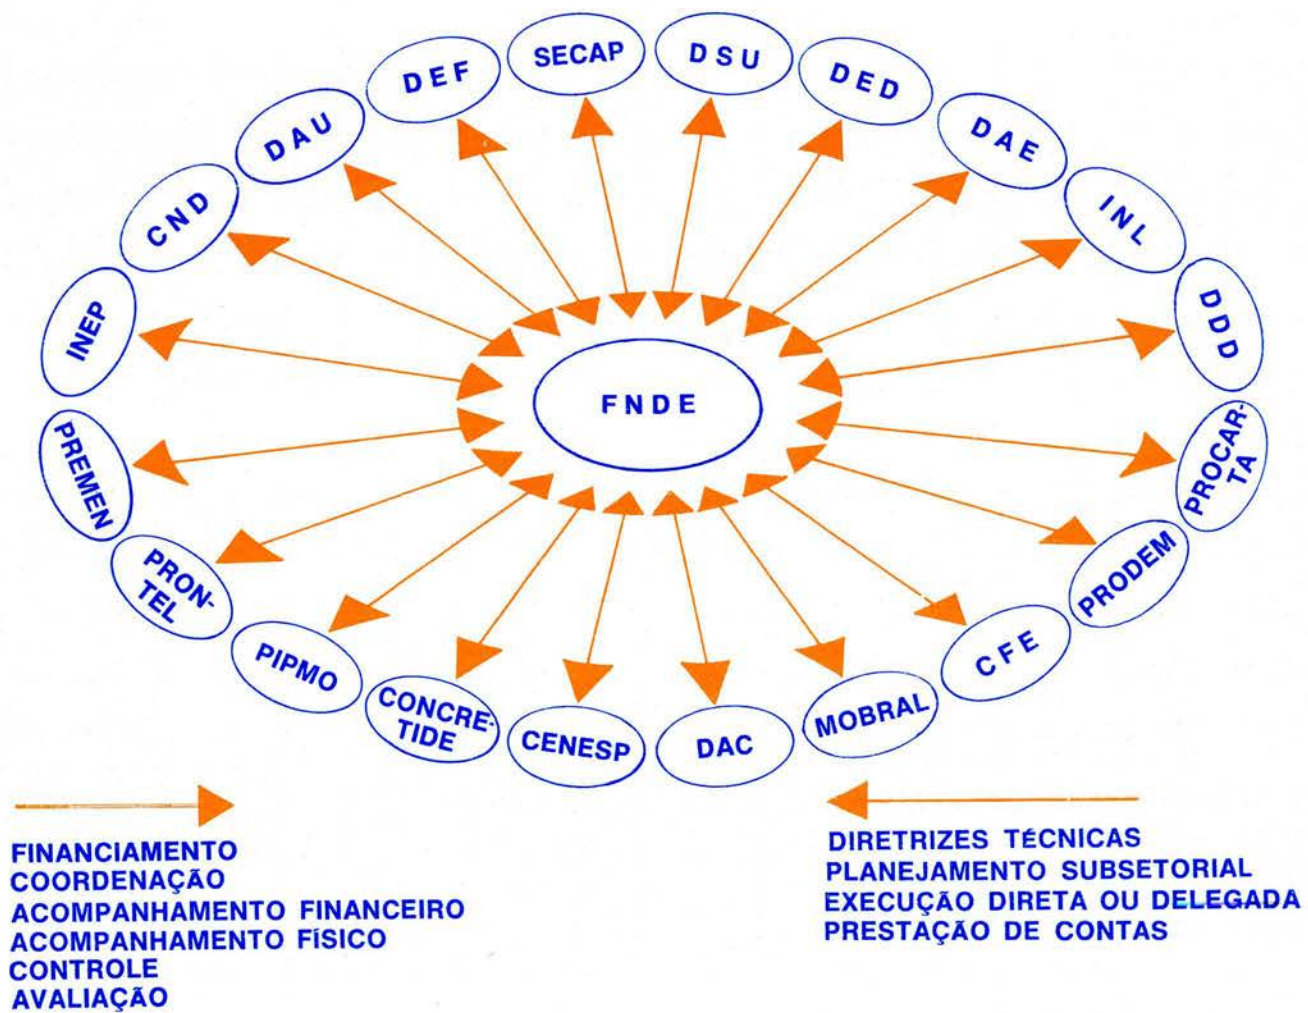 SECAP
DSU
DED
DAE
INL
DDD
PROCAR-
TA
PRODEM
CFE
MOBRAL
DAC
CENESP
CONCRE-
TIDE
PIPMO
PRON-
TEL
PREMEN
INEP
CND
DAU
DEF
FNDE
FINANCIAMENTO
COORDENAÇÃO
ACOMPANHAMENTO FINANCEIRO
ACOMPANHAMENTO FÍSICO
CONTROLE
AVALIAÇÃO
DIRETRIZES TÉCNICAS
PLANEJAMENTO SUBSETORIAL
EXECUÇÃO DIRETA OU DELEGADA
PRESTAÇÃO DE CONTAS